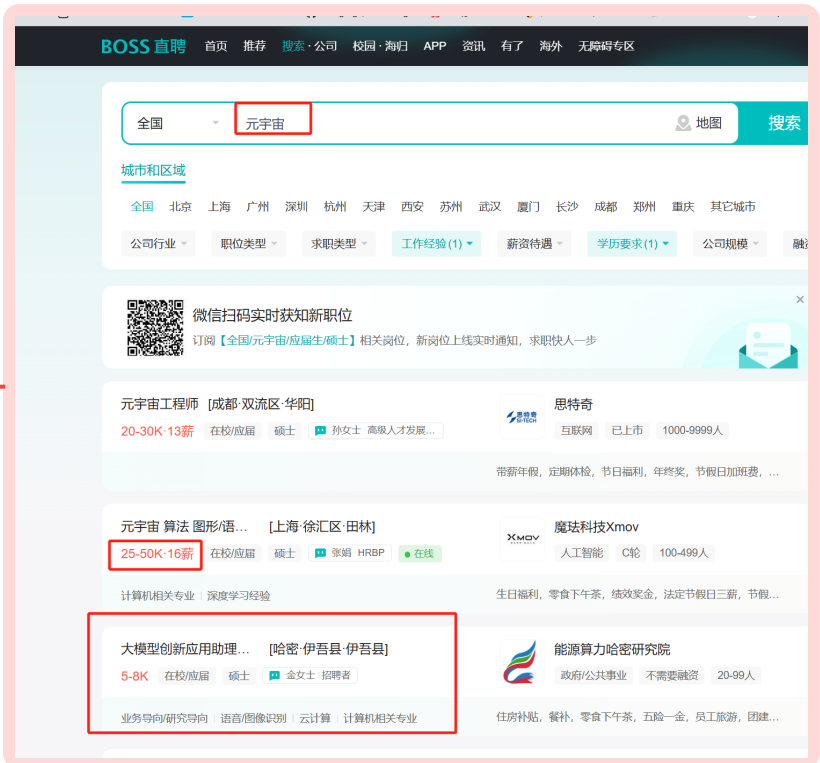 BOSS 直聘 首页 推荐 搜索·公司 校园·海归 APP 资讯 有了 海外 无障碍专区
全国 元宇宙 地图 搜索
城市和区域
全国 北京 上海 广州 深圳 杭州 天津 西安 苏州 武汉 厦门 长沙 成都 郑州 重庆 其它城市
公司行业 职位类型 求职类型 工作经验(1) 薪资待遇 学历要求(1) 公司规模
微信扫码实时获知新职位
订阅【全国/元宇宙/应届生/硕士】相关岗位，新岗位上线实时通知，求职快人一步
元宇宙工程师 [成都·双流区·华阳] 思特奇
思特奇
SI-TECH
20-30K·13薪 在校/应届 硕士 孙女士 高级人才发展... 互联网 已上市 1000-9999人
带薪年假，定期体检，节日福利，年终奖，节假日加班费，...
元宇宙 算法 图形/语... [上海·徐汇区·田林] 魔珐科技Xmov
XMOV
25-50K·16薪 在校/应届 硕士 张娟 HRBP 在线 人工智能 C轮 100-499人
计算机相关专业 深度学习经验 生日福利，零食下午茶，绩效奖金，法定节假日三薪，节假...
大模型创新应用助理... [哈密·伊吾县·伊吾县] 能源算力哈密研究院
5-8K 在校/应届 硕士 金女士 招聘者 政府/公共事业 不需要融资 20-99人
业务导向/研究导向 语音/图像识别 云计算 计算机相关专业 住房补贴，餐补，零食下午茶，五险一金，员工旅游，团建...